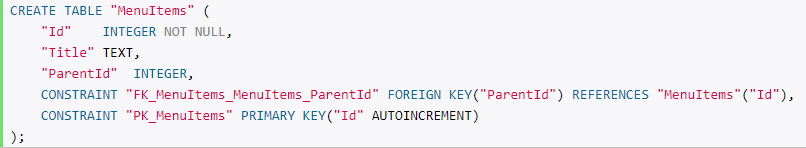 CREATE TABLE "MenuItems" (
    "Id"    INTEGER NOT NULL,
    "Title" TEXT,
    "ParentId"  INTEGER,
    CONSTRAINT "FK_MenuItems_MenuItems_ParentId" FOREIGN KEY("ParentId") REFERENCES "MenuItems"("Id"),
    CONSTRAINT "PK_MenuItems" PRIMARY KEY("Id" AUTOINCREMENT)
);